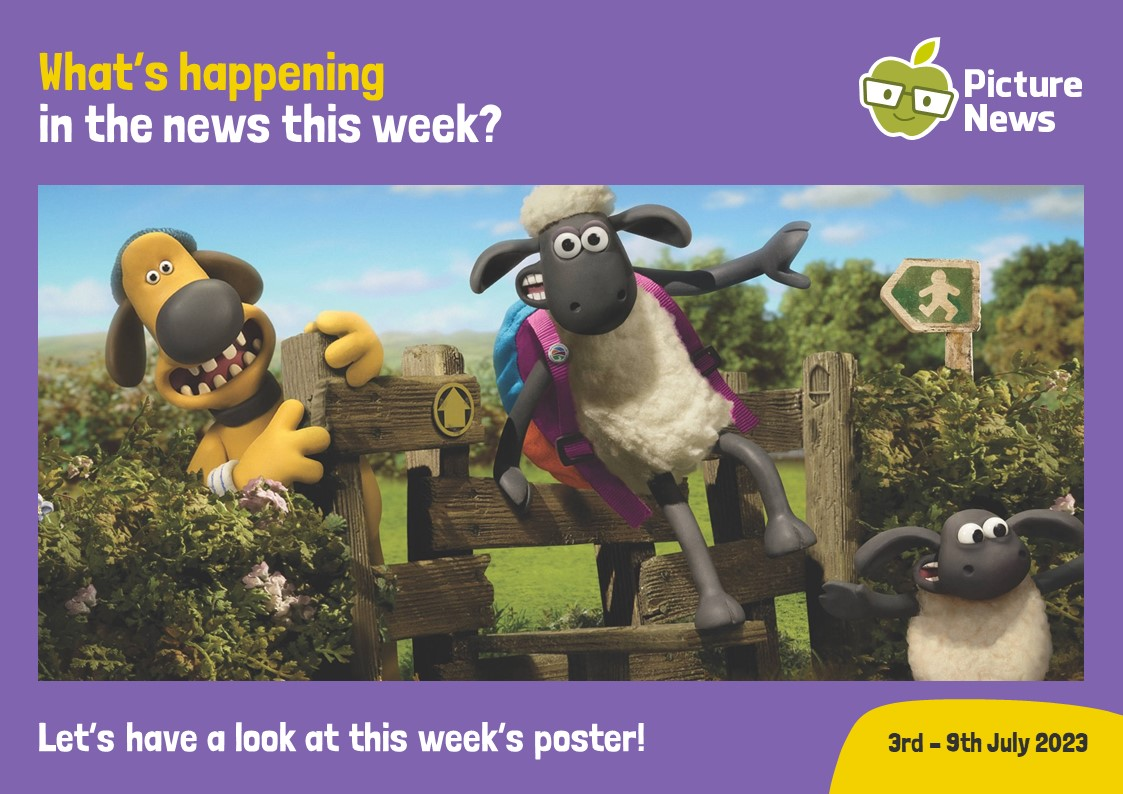 What's happening
in the news this week?
Picture
News
Let's have a look at this week's poster!
3rd – 9th July 2023